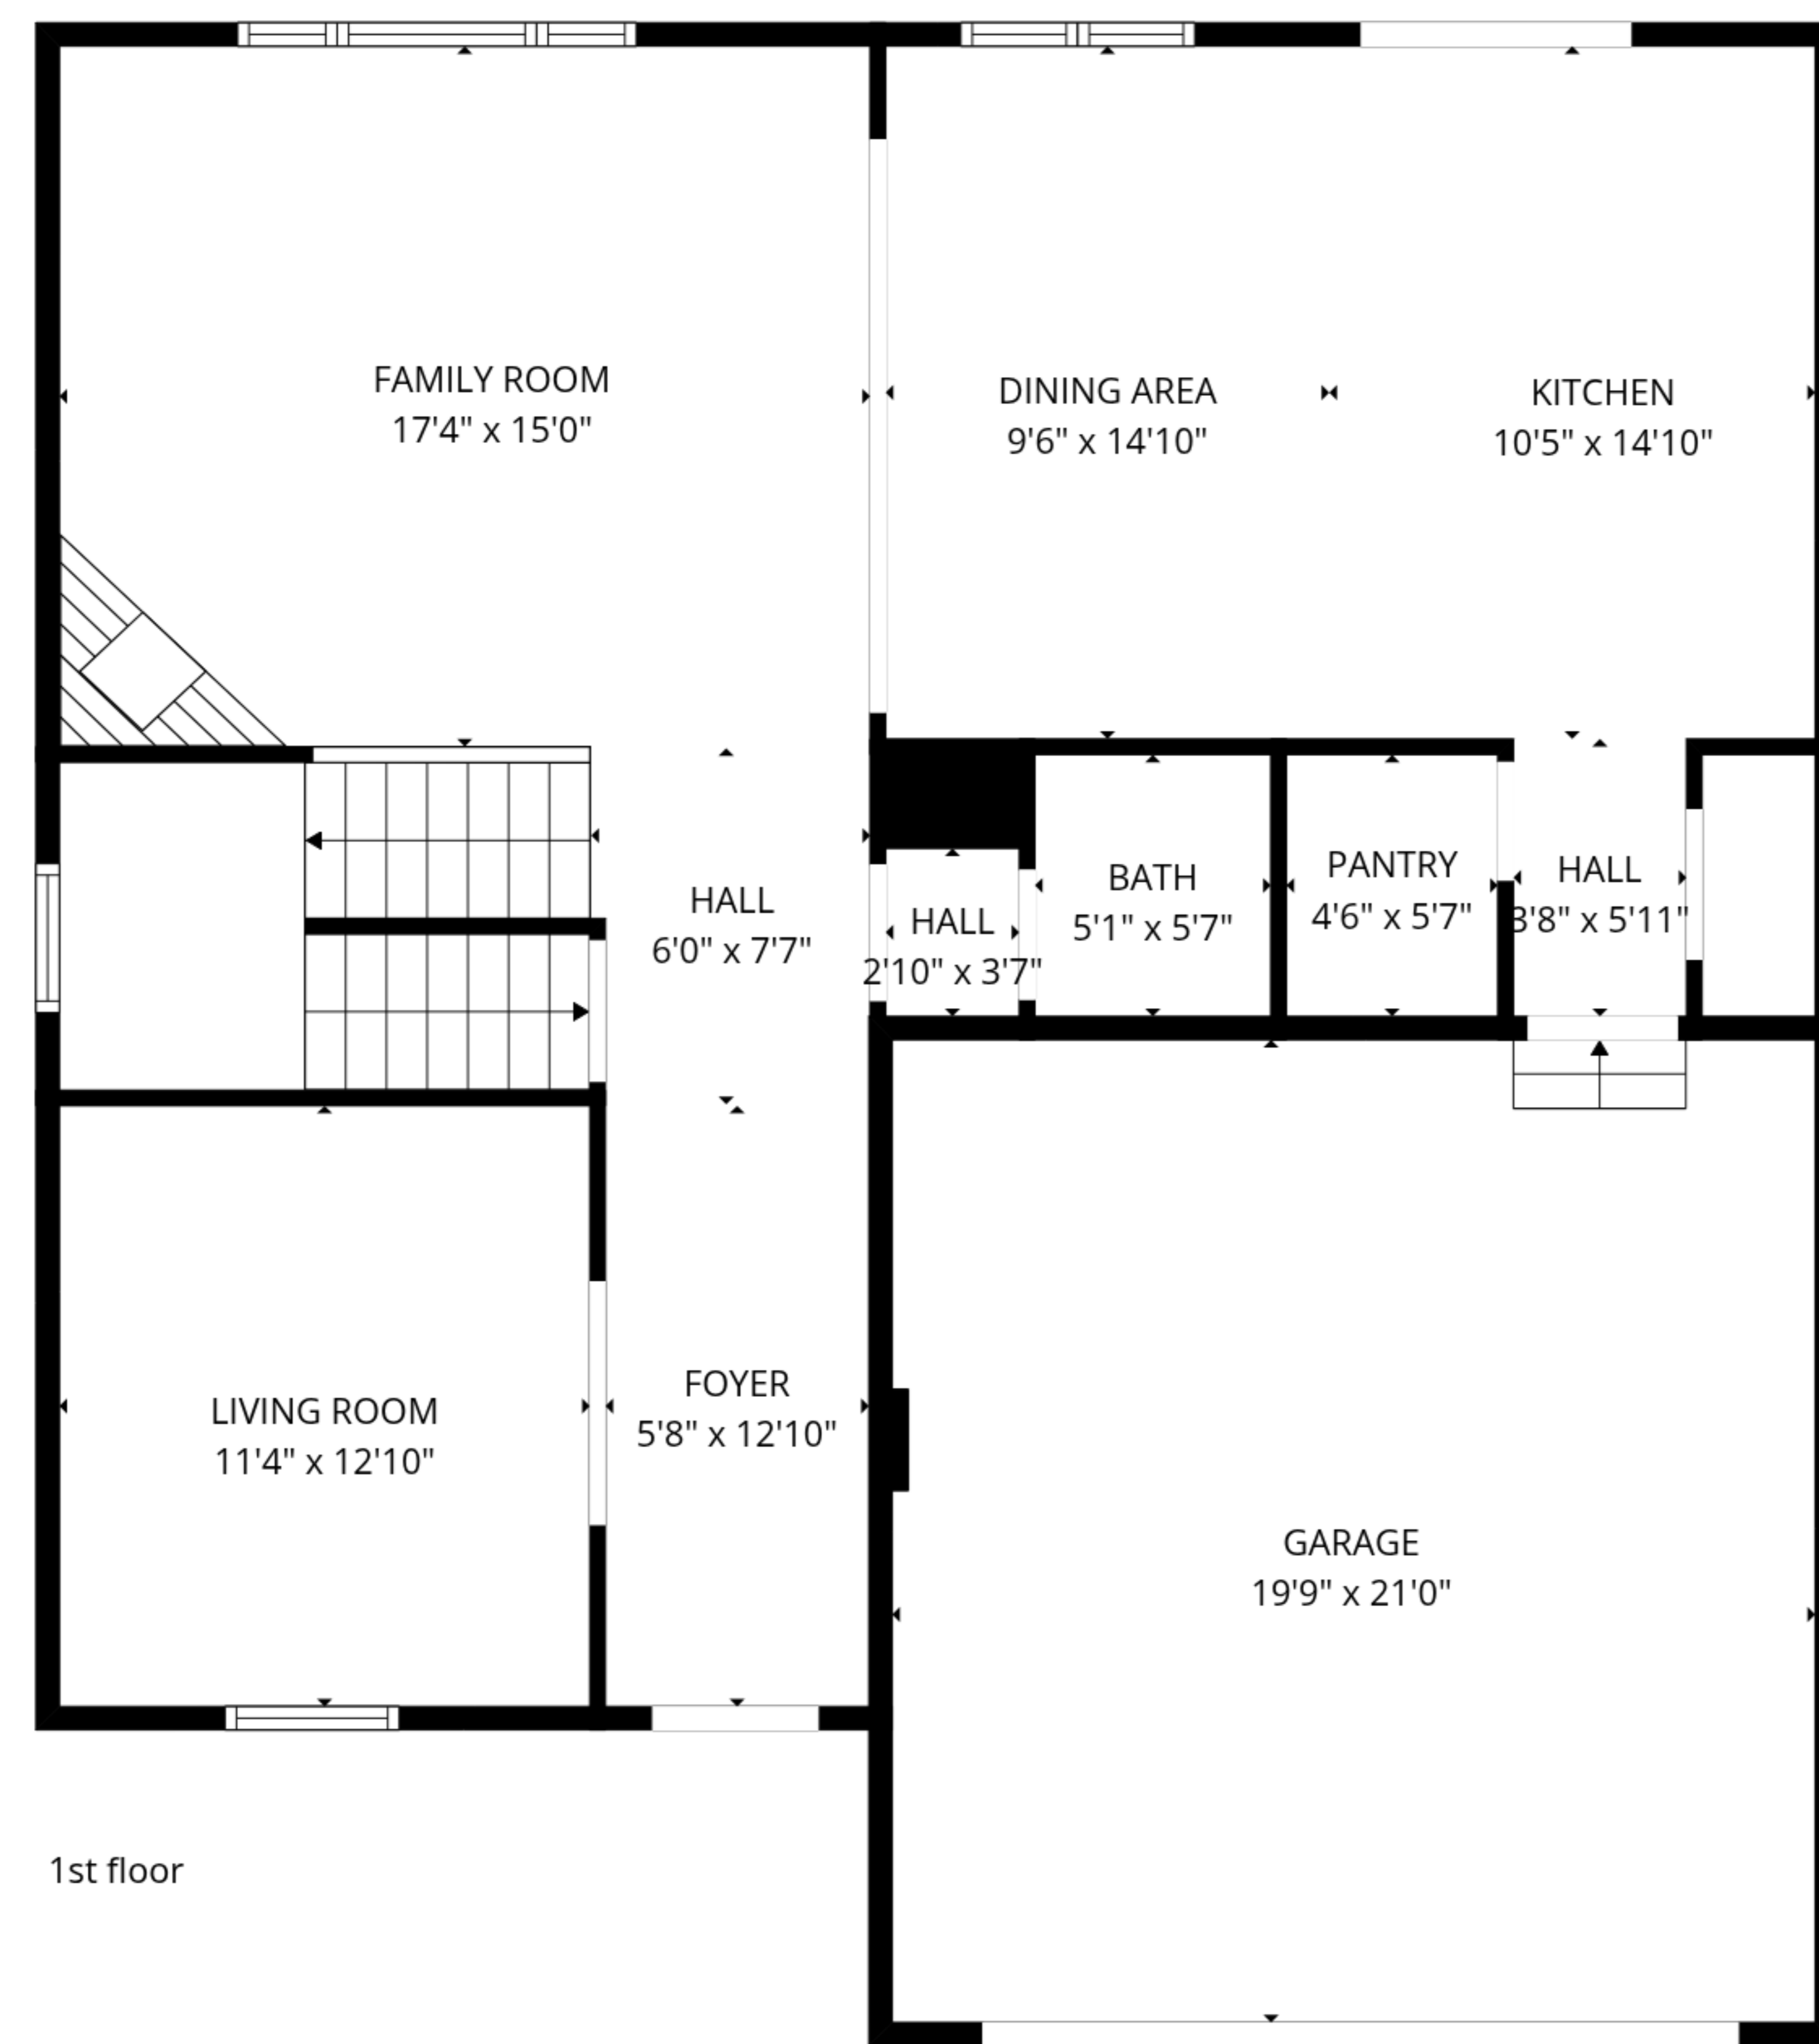 FAMILY ROOM
17'4" x 15'0"
DINING AREA
9'6" x 14'10"
KITCHEN
10'5" x 14'10"
HALL
6'0" x 7'7"
HALL
2'10" x 3'7"
BATH
5'1" x 5'7"
PANTRY
4'6" x 5'7"
HALL
3'8" x 5'11"
LIVING ROOM
11'4" x 12'10"
FOYER
5'8" x 12'10"
GARAGE
19'9" x 21'0"
1st floor